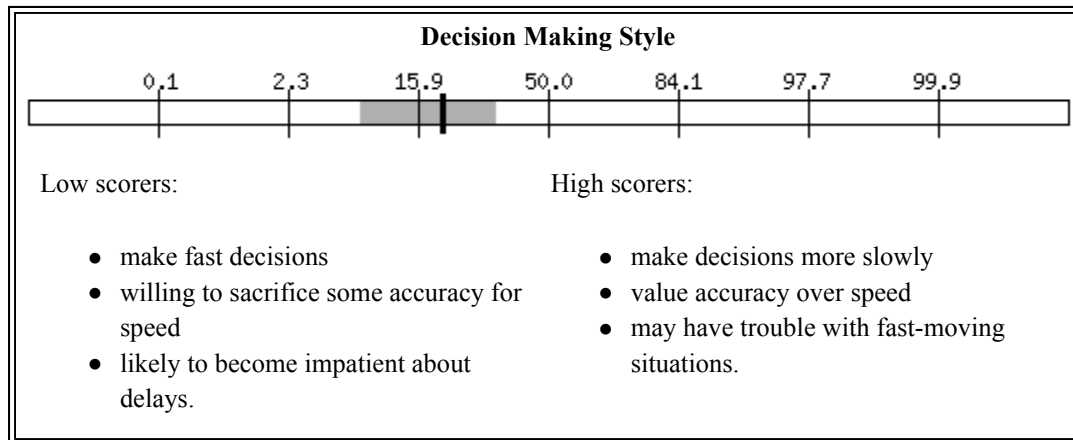 Decision Making Style
0.1 2.3 15.9 50.0 84.1 97.7 99.9
Low scorers:
● make fast decisions
● willing to sacrifice some accuracy for
speed
● likely to become impatient about
delays.
High scorers:
● make decisions more slowly
● value accuracy over speed
● may have trouble with fast-moving
situations.